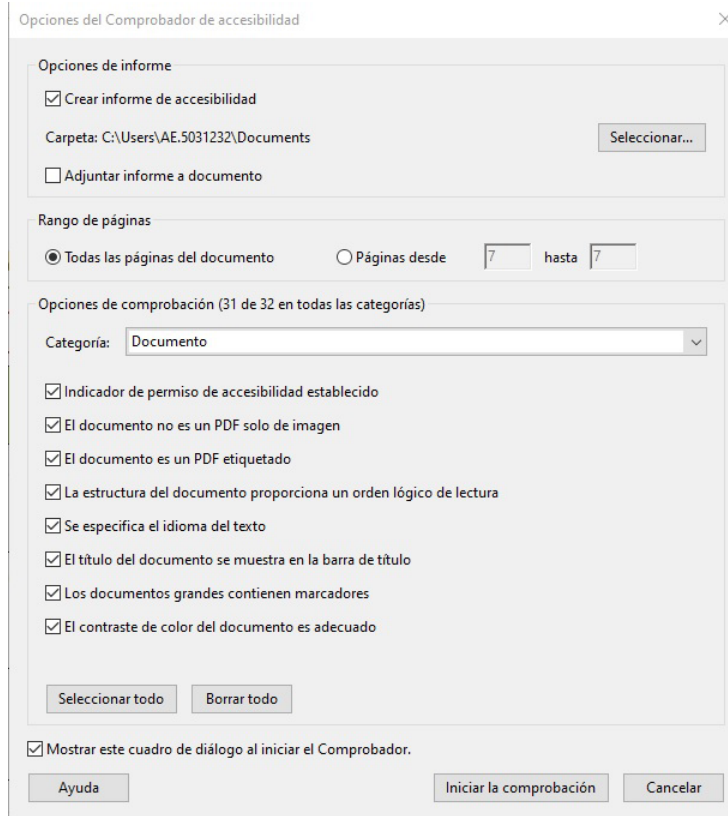 Opciones del Comprobador de accesibilidad
Opciones de informe
Crear informe de accesibilidad
Carpeta: C:\Users\AE.5031232\Documents
Seleccionar...
Adjuntar informe a documento
Rango de páginas
Todas las páginas del documento
Páginas desde 7 hasta 7
Opciones de comprobación (31 de 32 en todas las categorías)
Categoría: Documento
Indicador de permiso de accesibilidad establecido
El documento no es un PDF solo de imagen
El documento es un PDF etiquetado
La estructura del documento proporciona un orden lógico de lectura
Se especifica el idioma del texto
El título del documento se muestra en la barra de título
Los documentos grandes contienen marcadores
El contraste de color del documento es adecuado
Seleccionar todo
Borrar todo
Mostrar este cuadro de diálogo al iniciar el Comprobador.
Ayuda
Iniciar la comprobación
Cancelar